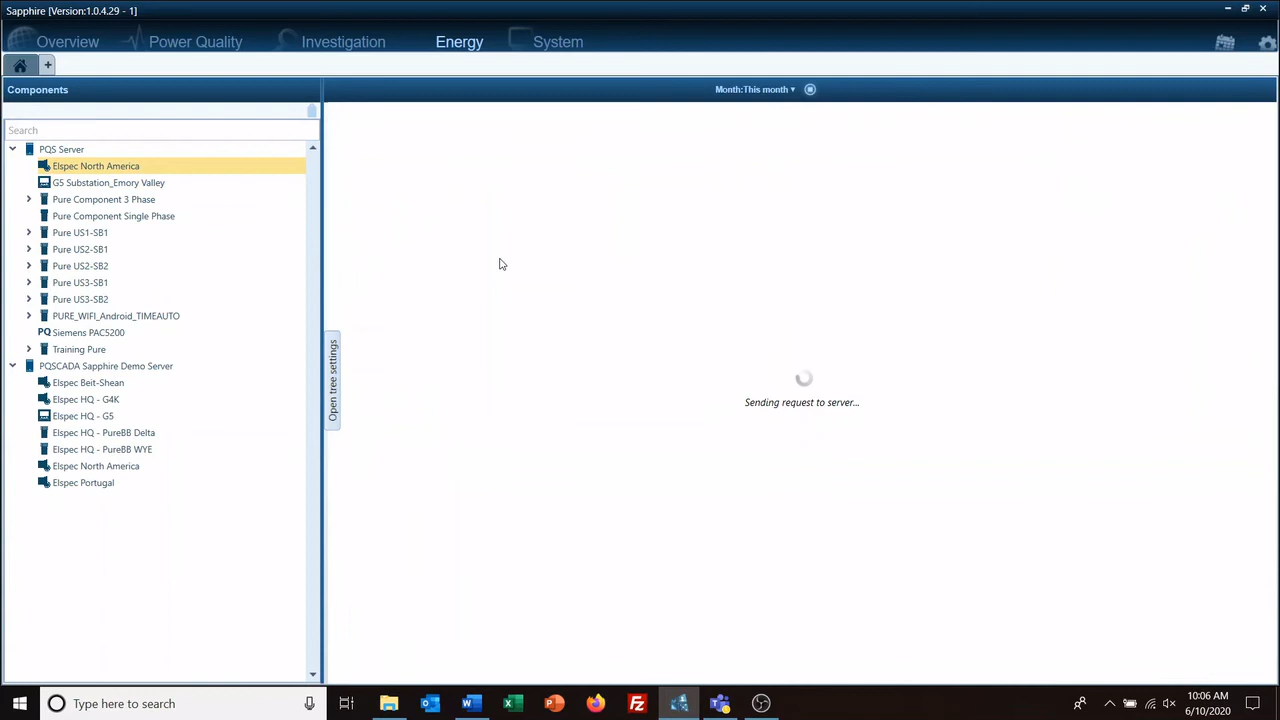 Sapphire [Version:1.0.4.29 - 1]
Overview Power Quality Investigation Energy System
+
Components
Month:This month ▾
Search
PQS Server
Elspec North America
G5 Substation_Emory Valley
Pure Component 3 Phase
Pure Component Single Phase
Pure US1-SB1
Pure US2-SB1
Pure US2-SB2
Pure US3-SB1
Pure US3-SB2
PURE_WIFI_Android_TIMEAUTO
PQ Siemens PAC5200
Training Pure
PQSCADA Sapphire Demo Server
Elspec Beit-Shean
Elspec HQ - G4K
Elspec HQ - G5
Elspec HQ - PureBB Delta
Elspec HQ - PureBB WYE
Elspec North America
Elspec Portugal
Open tree settings
Sending request to server...
Type here to search
10:06 AM
6/10/2020